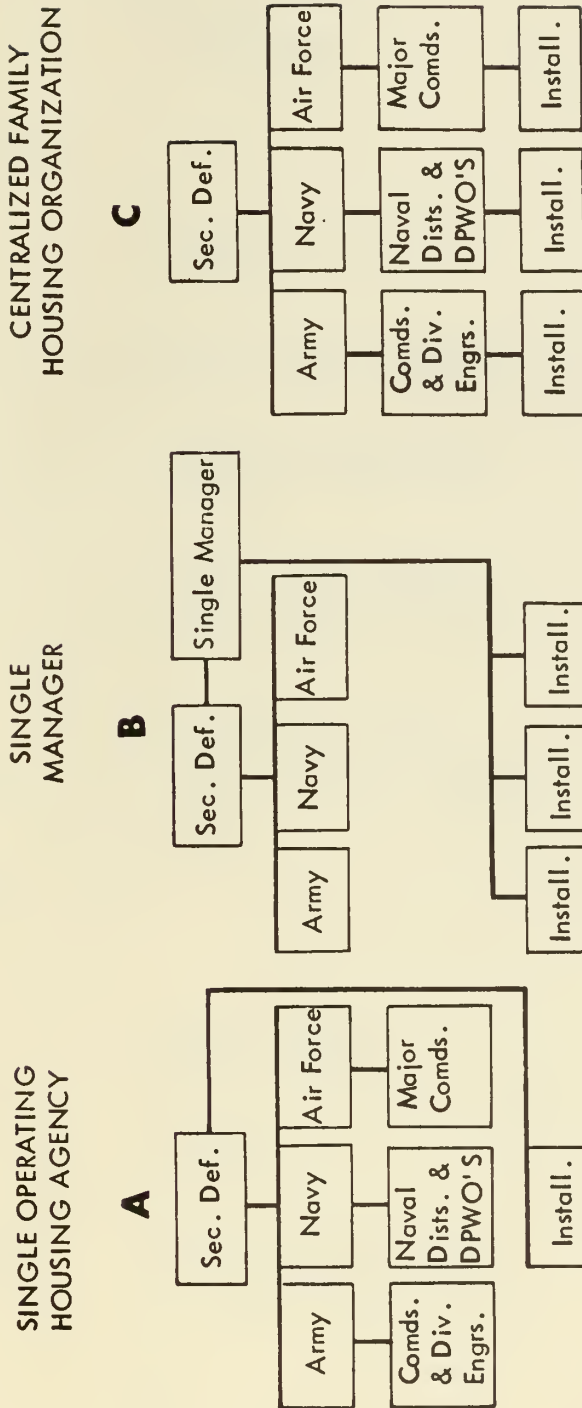 SINGLE OPERATING
HOUSING AGENCY
A
Sec. Def.
Army
Navy
Air Force
Comds.
& Div.
Engrs.
Naval
Dists. &
DPWO'S
Major
Comds.
Install.
SINGLE
MANAGER
B
Sec. Def.
Single Manager
Army
Navy
Air Force
Install.
Install.
Install.
CENTRALIZED FAMILY
HOUSING ORGANIZATION
C
Sec. Def.
Army
Navy
Air Force
Comds.
& Div.
Engrs.
Naval
Dists. &
DPWO'S
Major
Comds.
Install.
Install.
Install.